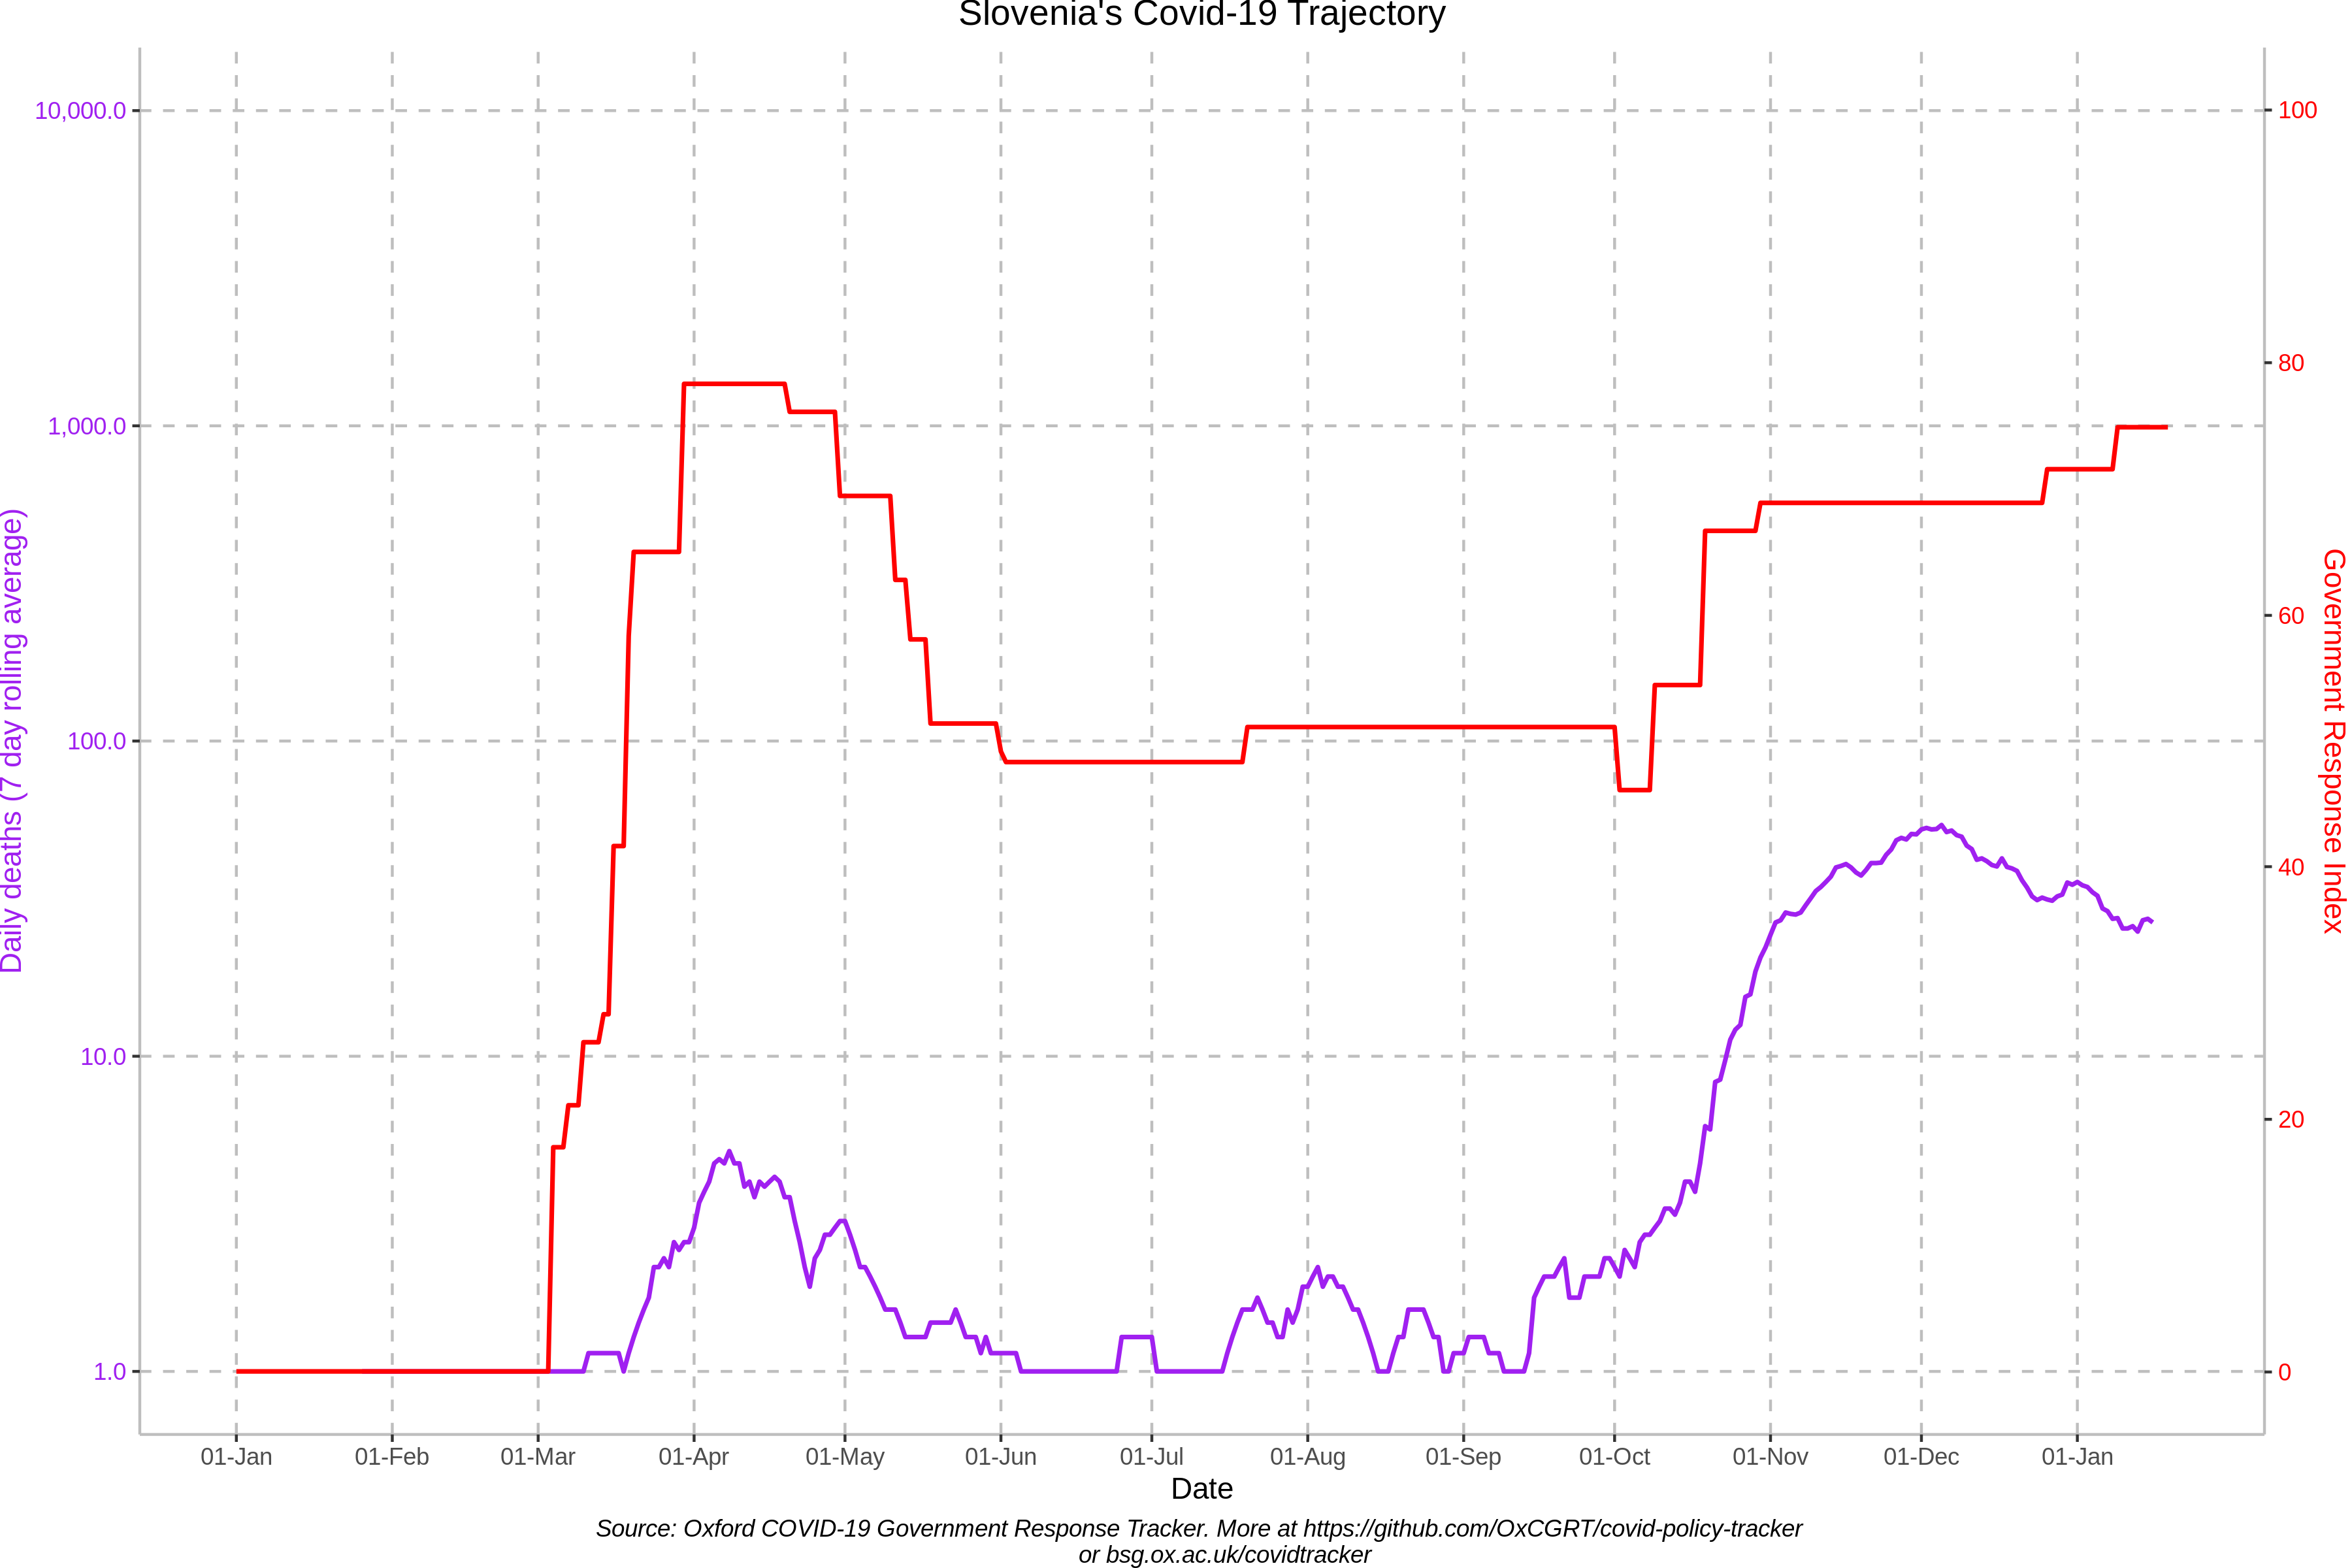 Slovenia's Covid-19 Trajectory
10,000.0
1,000.0
100.0
10.0
1.0
Daily deaths (7 day rolling average)
100
80
60
40
20
0
Government Response Index
01-Jan
01-Feb
01-Mar
01-Apr
01-May
01-Jun
01-Jul
01-Aug
01-Sep
01-Oct
01-Nov
01-Dec
01-Jan
Date
Source: Oxford COVID-19 Government Response Tracker. More at https://github.com/OxCGRT/covid-policy-tracker
or bsg.ox.ac.uk/covidtracker